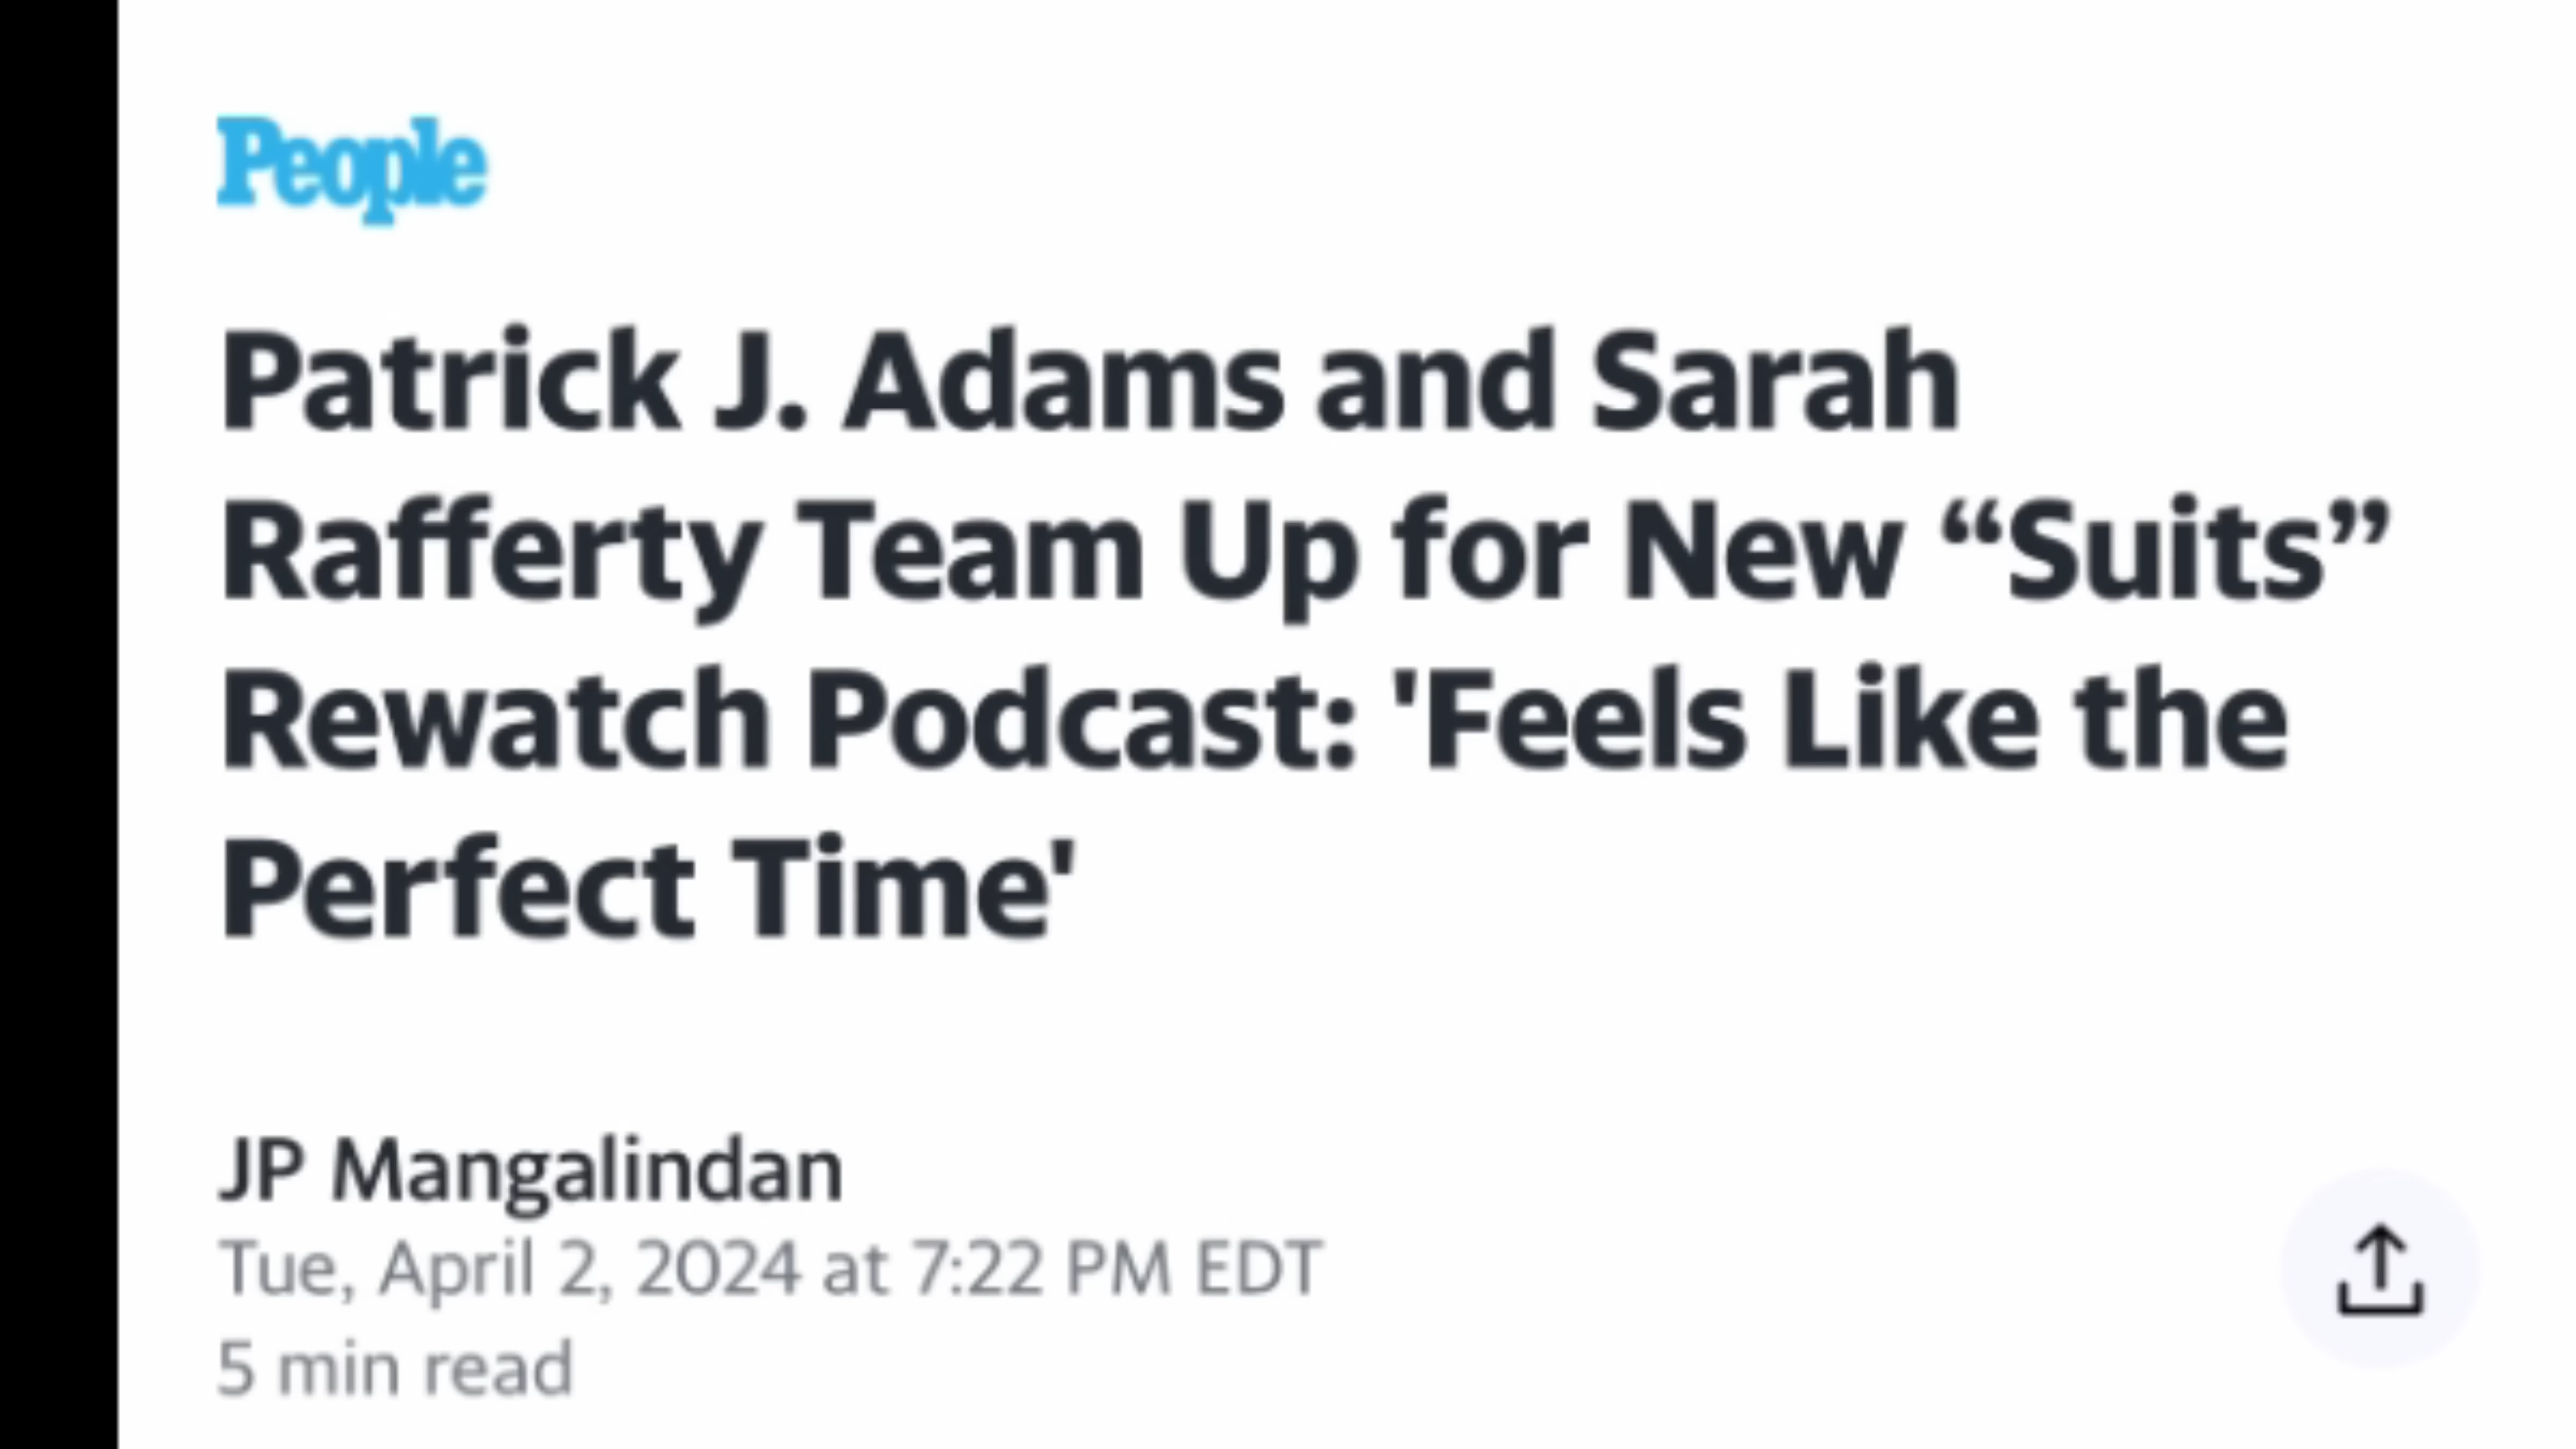 People
Patrick J. Adams and Sarah
Rafferty Team Up for New “Suits”
Rewatch Podcast: 'Feels Like the
Perfect Time'
JP Mangalindan
Tue, April 2, 2024 at 7:22 PM EDT
5 min read